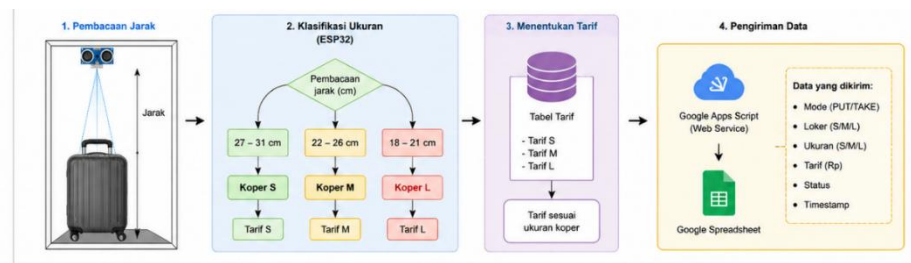 1. Pembacaan Jarak
Jarak
2. Klasifikasi Ukuran
(ESP32)
Pembacaan
jarak (cm)
27 – 31 cm
22 – 26 cm
18 – 21 cm
Koper S
Koper M
Koper L
Tarif S
Tarif M
Tarif L
3. Menentukan Tarif
Tabel Tarif
- Tarif S
- Tarif M
- Tarif L
Tarif sesuai
ukuran koper
4. Pengiriman Data
Google Apps Script
(Web Service)
Google Spreadsheet
Data yang dikirim:
• Mode (PUT/TAKE)
• Loker (S/M/L)
• Ukuran (S/M/L)
• Tarif (Rp)
• Status
• Timestamp